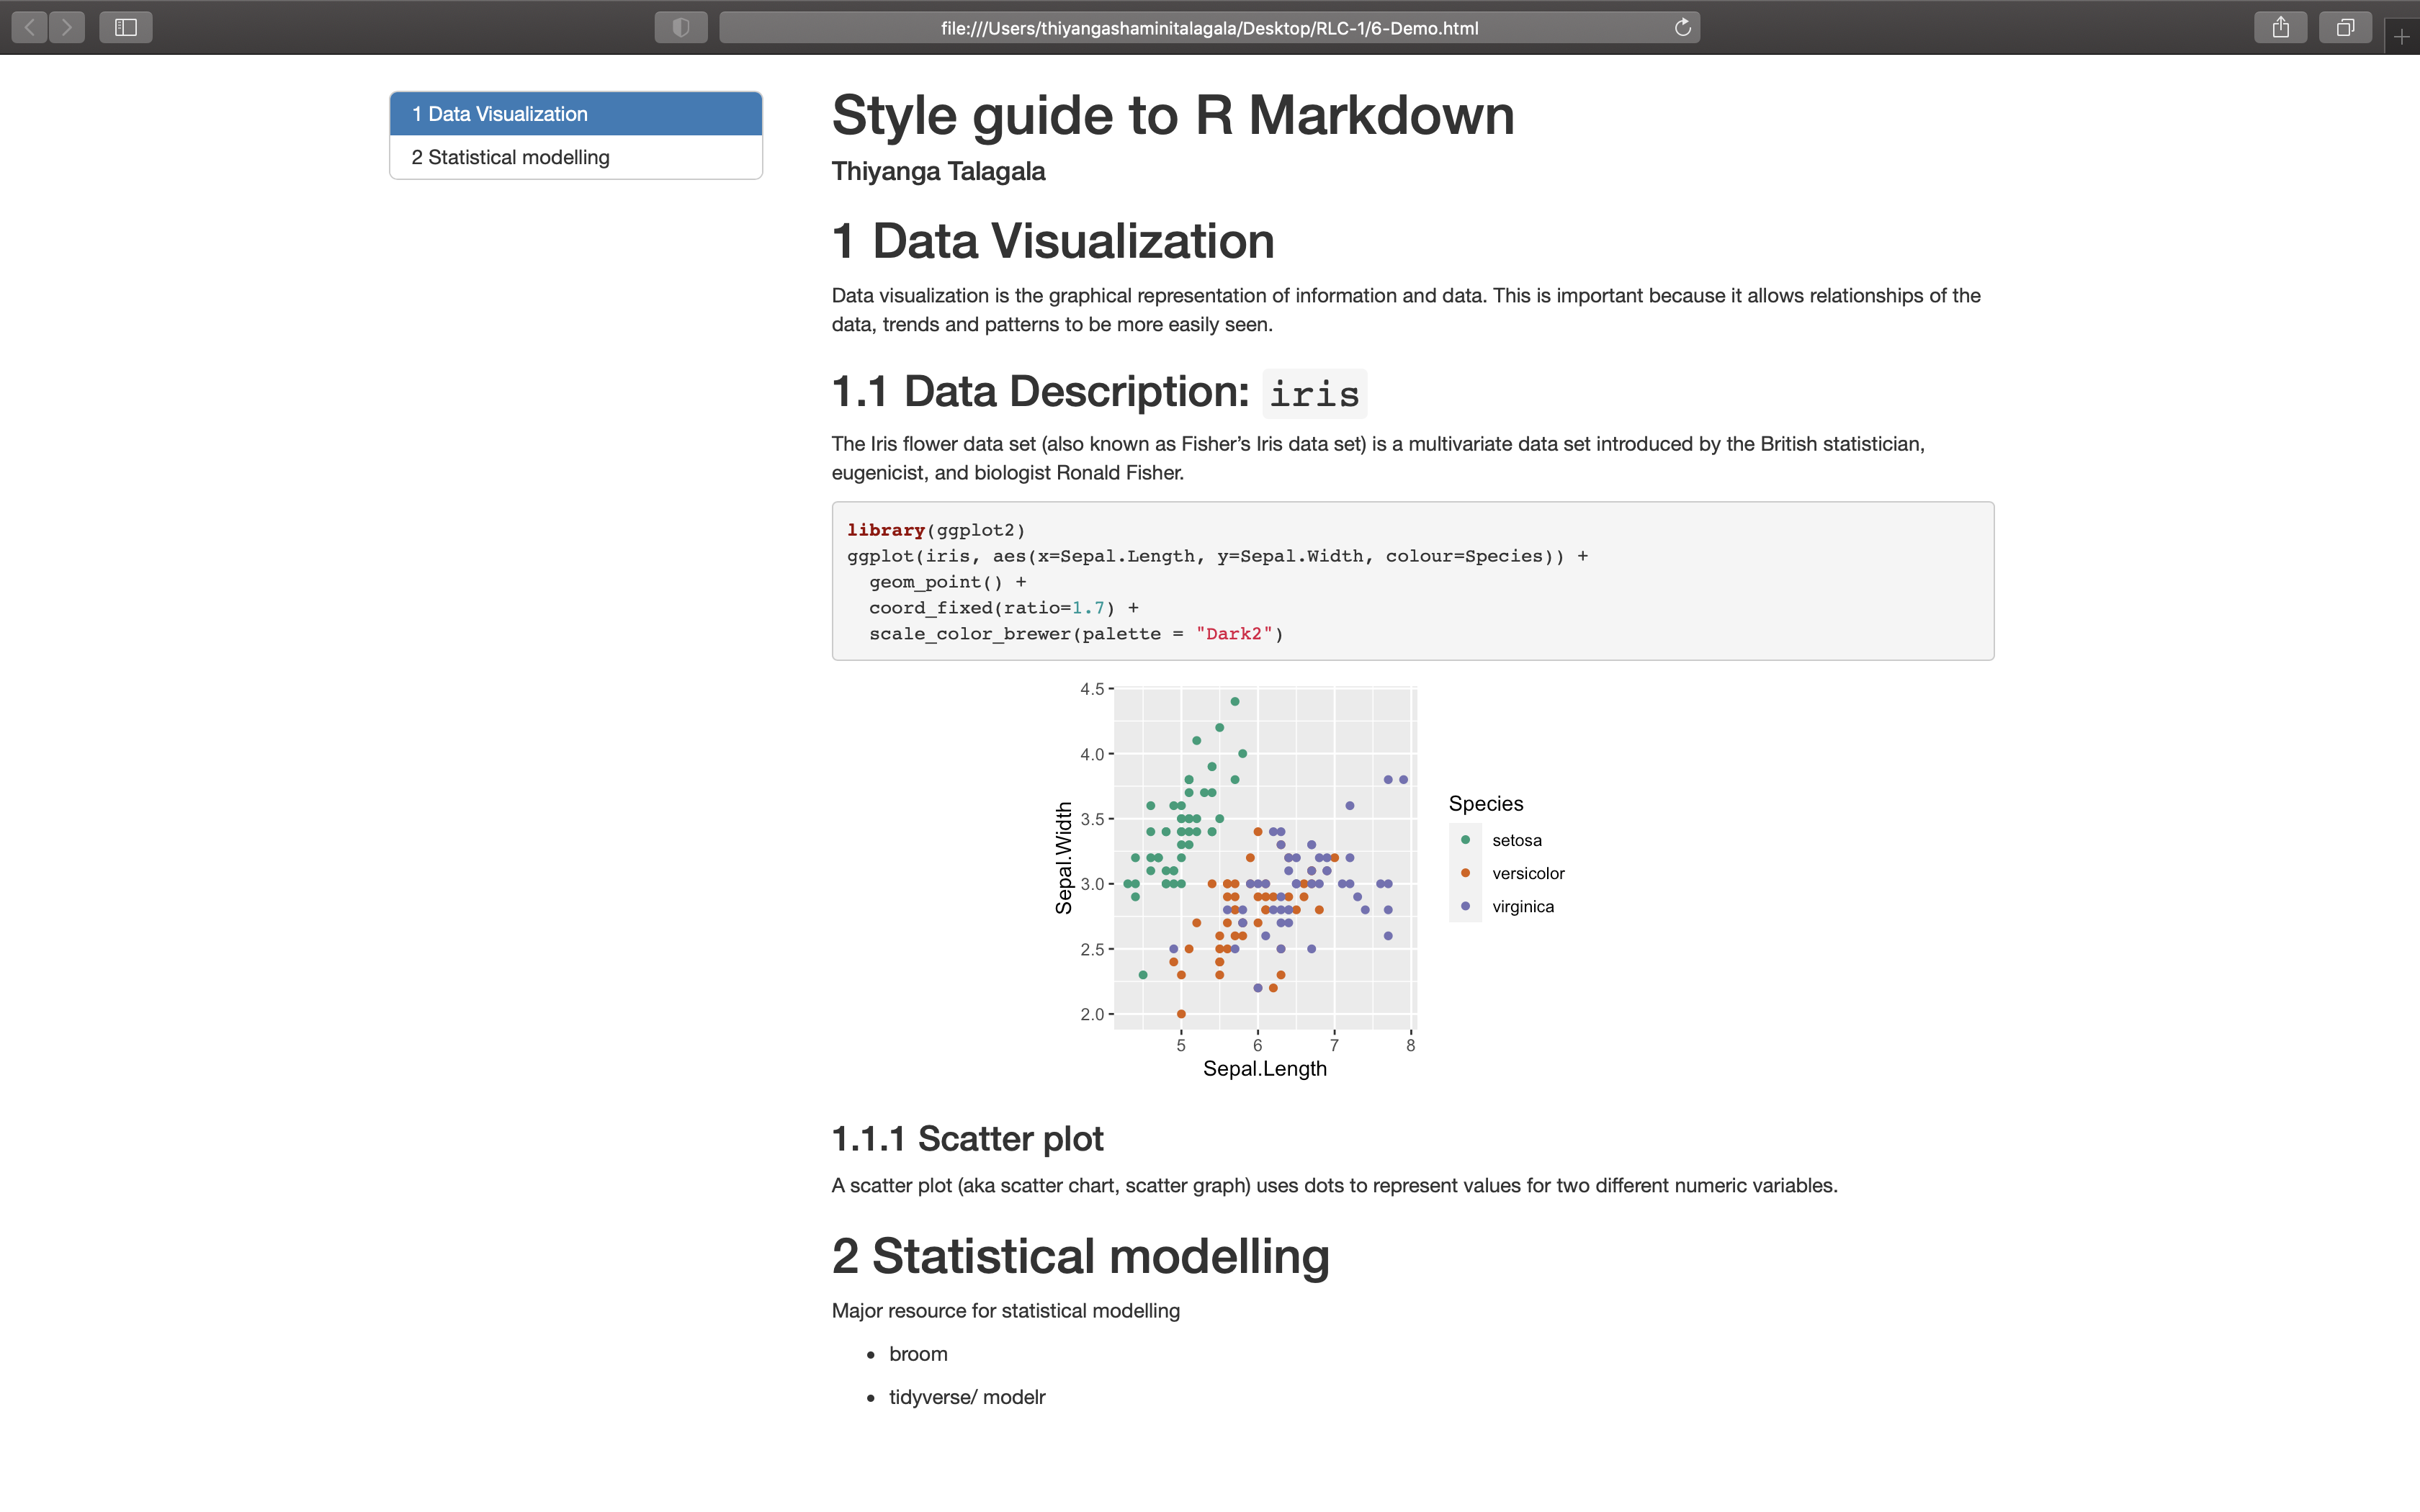 file:///Users/thiyangashaminitalagala/Desktop/RLC-1/6-Demo.html
1 Data Visualization
2 Statistical modelling
Style guide to R Markdown
Thiyanga Talagala
1 Data Visualization
Data visualization is the graphical representation of information and data. This is important because it allows relationships of the
data, trends and patterns to be more easily seen.
1.1 Data Description: iris
The Iris flower data set (also known as Fisher’s Iris data set) is a multivariate data set introduced by the British statistician,
eugenicist, and biologist Ronald Fisher.
library(ggplot2)
ggplot(iris, aes(x=Sepal.Length, y=Sepal.Width, colour=Species)) +
  geom_point() +
  coord_fixed(ratio=1.7) +
  scale_color_brewer(palette = "Dark2")
4.5
4.0
3.5
3.0
2.5
2.0
Sepal.Width
5 6 7 8
Sepal.Length
Species
setosa
versicolor
virginica
1.1.1 Scatter plot
A scatter plot (aka scatter chart, scatter graph) uses dots to represent values for two different numeric variables.
2 Statistical modelling
Major resource for statistical modelling
• broom
• tidyverse/ modelr